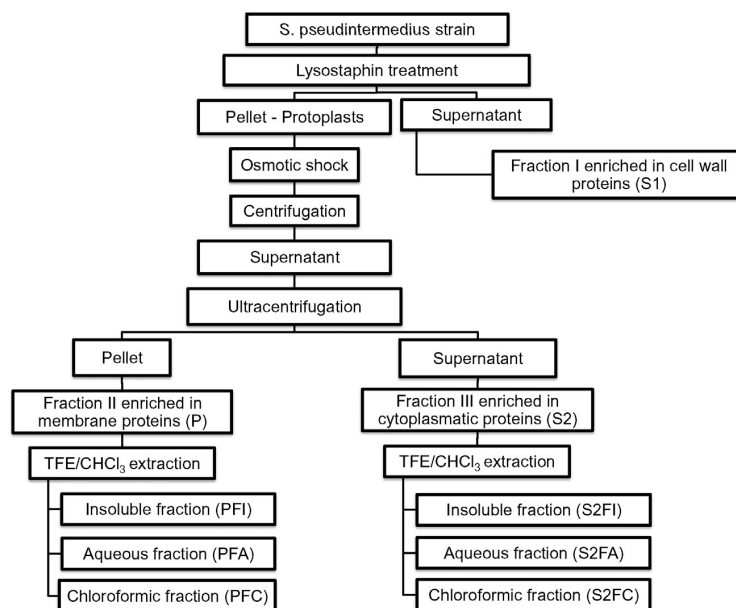 S. pseudintermedius strain
Lysostaphin treatment
Pellet - Protoplasts
Supernatant
Osmotic shock
Fraction I enriched in cell wall
proteins (S1)
Centrifugation
Supernatant
Ultracentrifugation
Pellet
Supernatant
Fraction II enriched in
membrane proteins (P)
Fraction III enriched in
cytoplasmatic proteins (S2)
TFE/CHCl₃ extraction
TFE/CHCl₃ extraction
Insoluble fraction (PFI)
Insoluble fraction (S2FI)
Aqueous fraction (PFA)
Aqueous fraction (S2FA)
Chloroformic fraction (PFC)
Chloroformic fraction (S2FC)